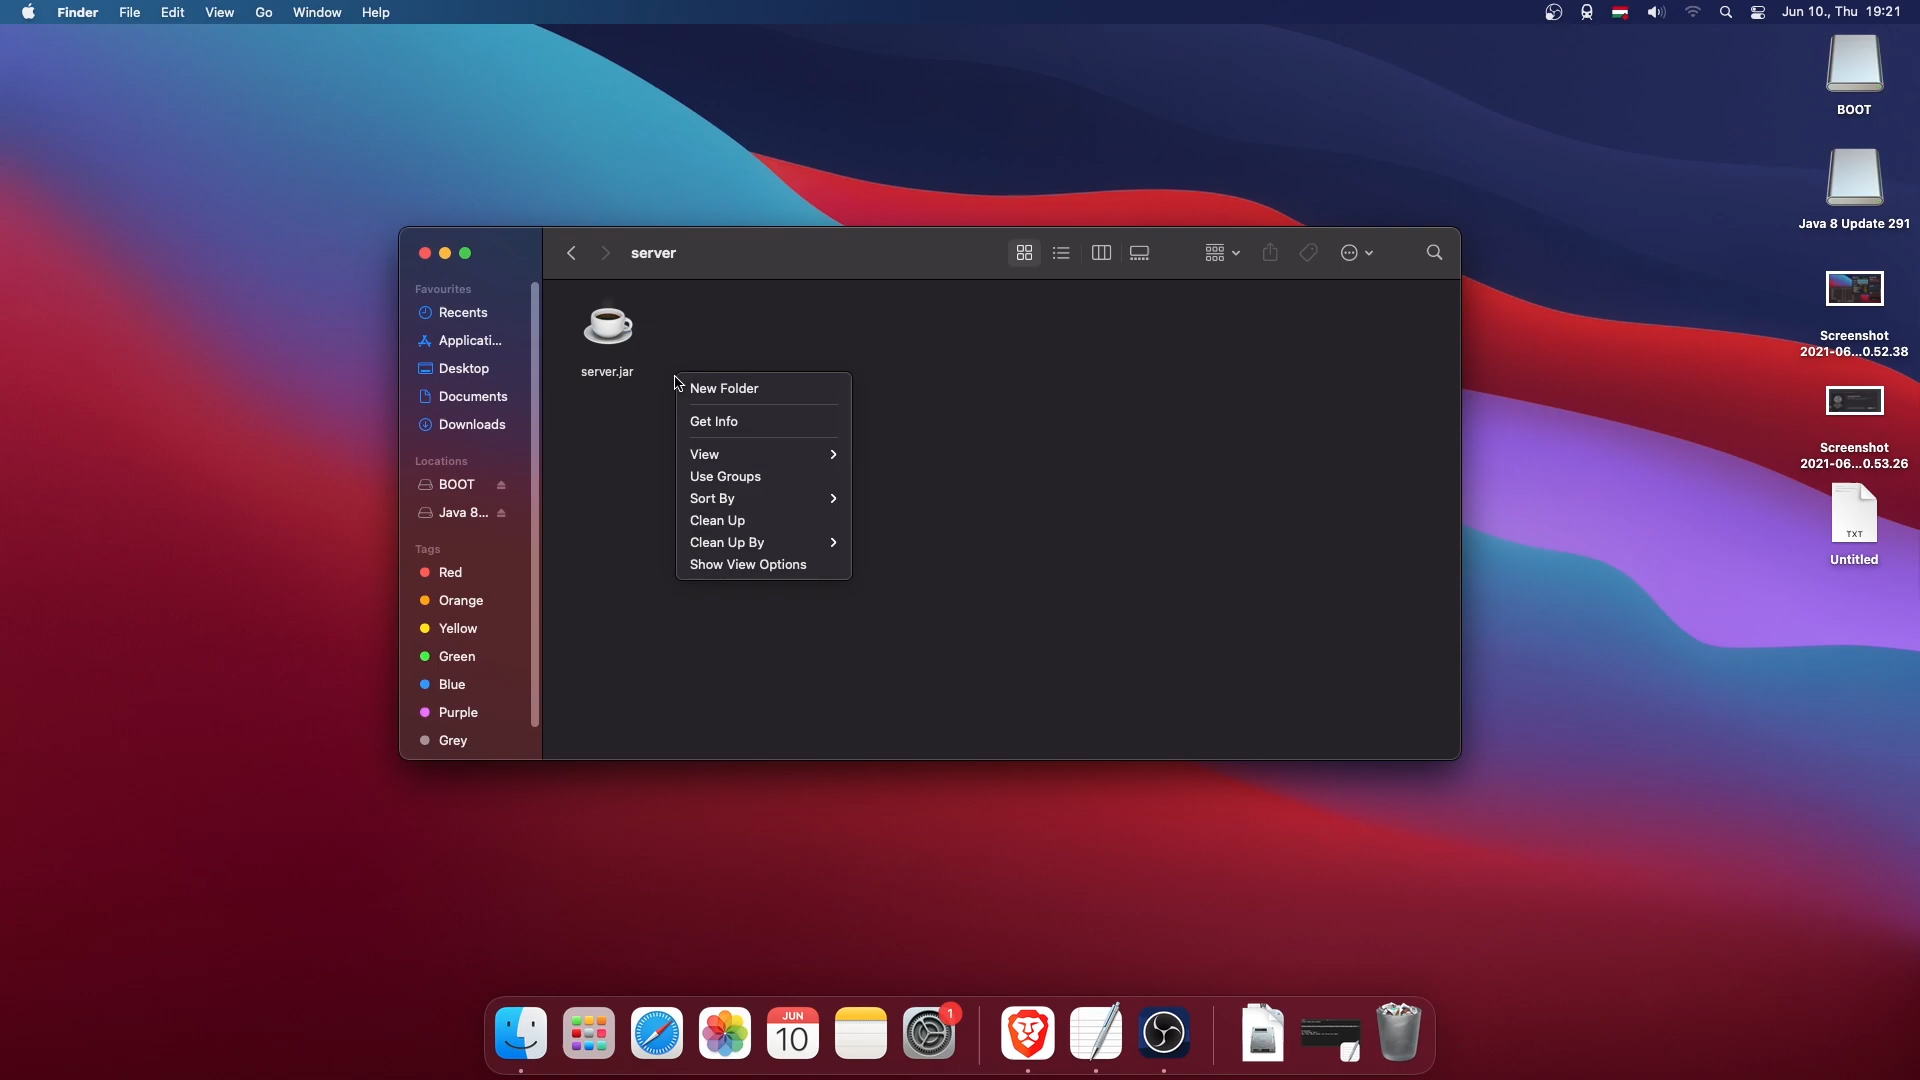 Finder File Edit View Go Window Help
Jun 10., Thu 19:21
BOOT
Java 8 Update 291
Screenshot
2021-06...0.52.38
Screenshot
2021-06...0.53.26
TXT
Untitled
server
Favourites
Recents
Applicati...
Desktop
Documents
Downloads
Locations
BOOT
Java 8...
Tags
Red
Orange
Yellow
Green
Blue
Purple
Grey
server.jar
New Folder
Get Info
View
Use Groups
Sort By
Clean Up
Clean Up By
Show View Options
JUN
10
1